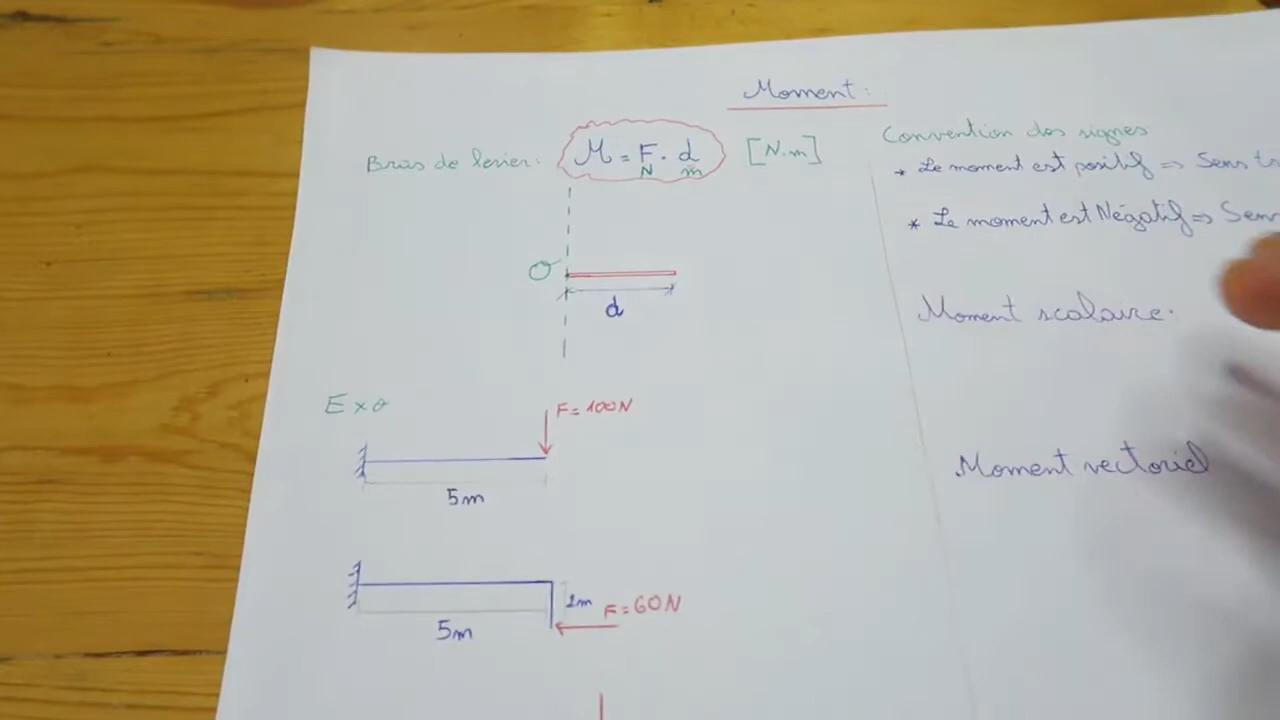 Moment:
Bras de levier: M = F . d [N.m]
N m
O
d
Exo
F = 100N
5m
2m
F = 60N
5m
Convention des signes
* Le moment est positif => Sens
* Le moment est Négatif => Sens
Moment scalaire.
Moment vectoriel